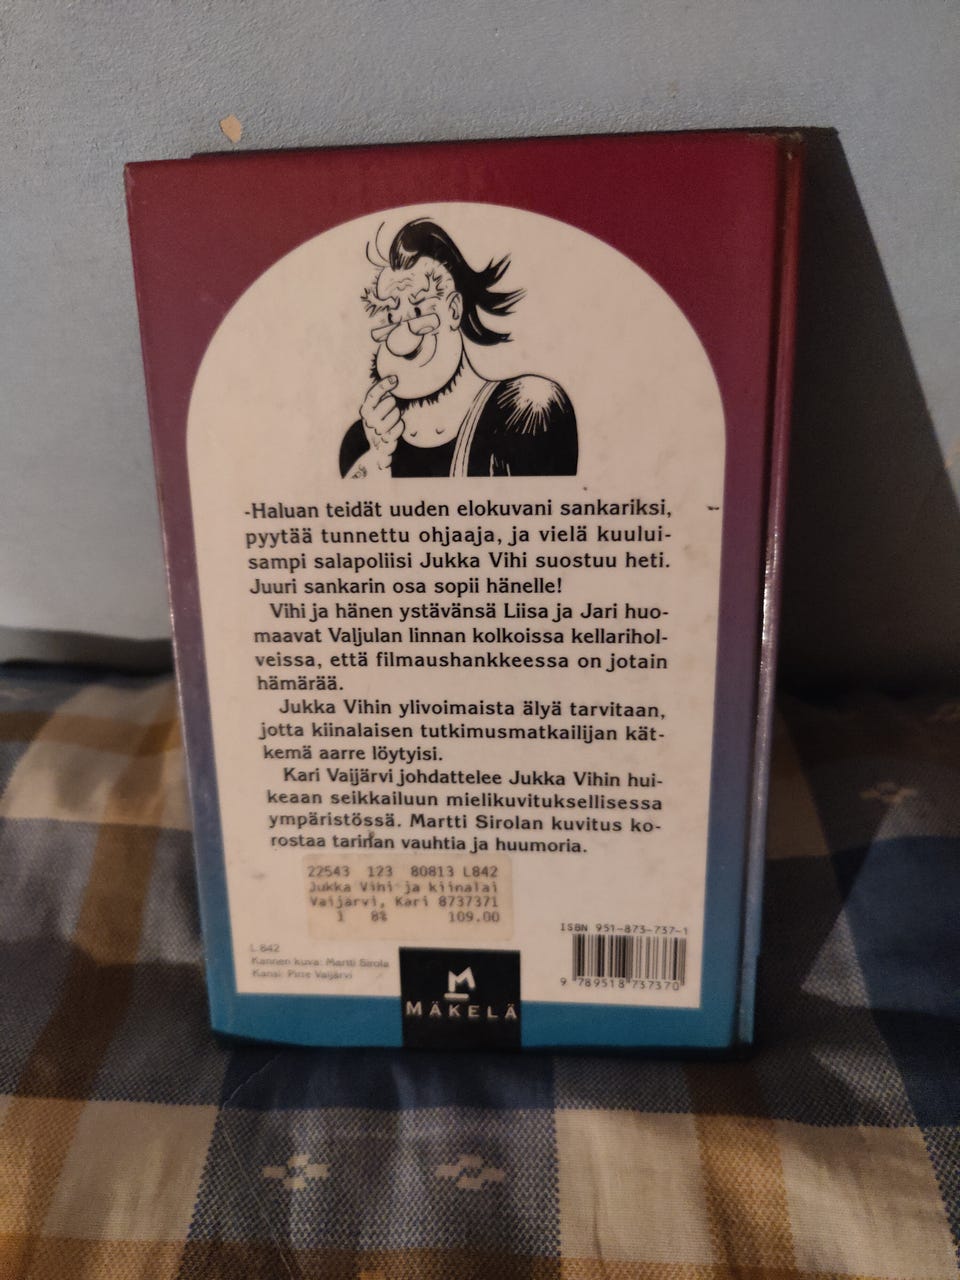 -Haluan teidät uuden elokuvani sankariksi,
pyytää tunnettu ohjaaja, ja vielä kuului-
sampi salapoliisi Jukka Vihi suostuu heti.
Juuri sankarin osa sopii hänelle!
Vihi ja hänen ystävänsä Liisa ja Jari huo-
maavat Valjulan linnan kolkoissa kellarihol-
veissa, että filmaushankkeessa on jotain
hämärää.
Jukka Vihin ylivoimaista älyä tarvitaan,
jotta kiinalaisen tutkimusmatkailijan kät-
kemä aarre löytyisi.
Kari Vaijärvi johdattelee Jukka Vihin hui-
keaan seikkailuun mielikuvituksellisessa
ympäristössä. Martti Sirolan kuvitus ko-
rostaa tarinan vauhtia ja huumoria.
22543 123 80813 L842
Jukka Vihi ja kiinalai
Vaijärvi, Kari 8737371
1 8% 109.00
L 842
Kannen kuva: Martti Sirola
Kansi: Pirre Vaijärvi
ISBN 951-873-737-1
9 789518 737370
M
MÄKELÄ